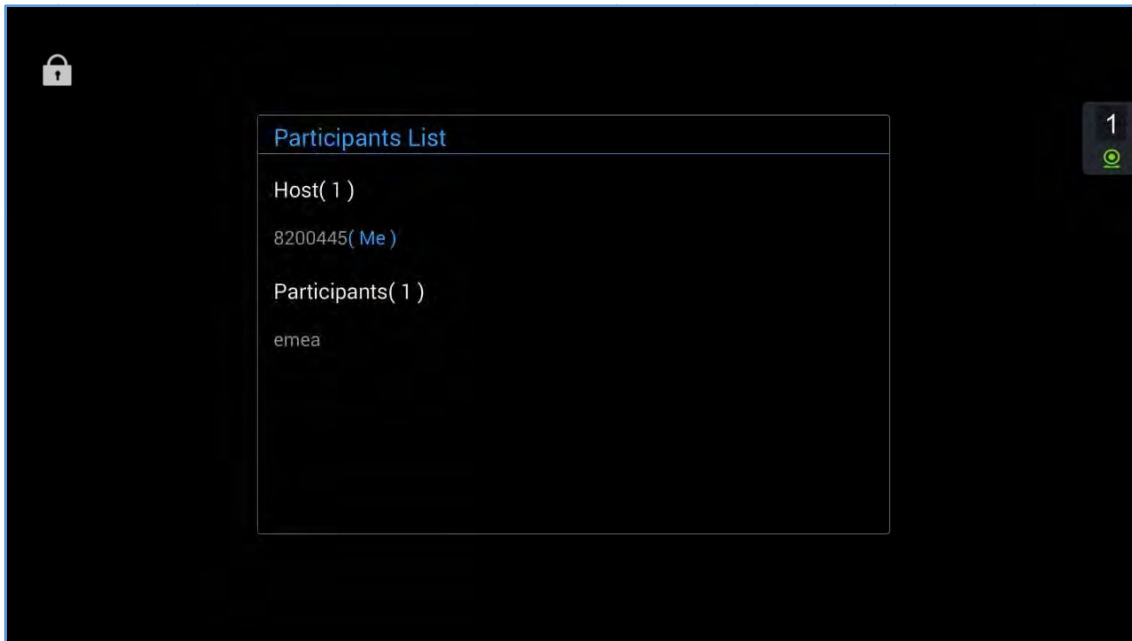 Participants List
1
Host( 1 )
8200445( Me )
Participants( 1 )
emea